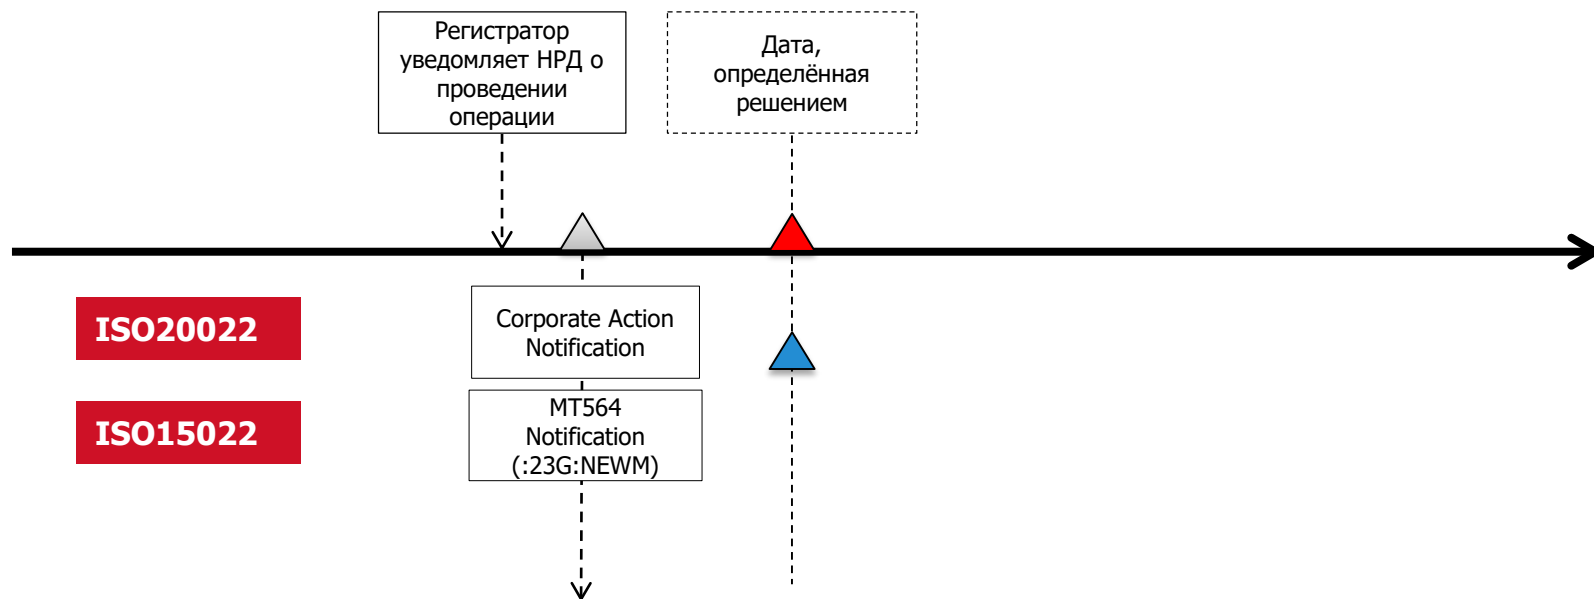 Регистратор
уведомляет НРД о
проведении
операции
Дата,
определённая
решением
ISO20022
Corporate Action
Notification
ISO15022
MT564
Notification
(:23G:NEWM)